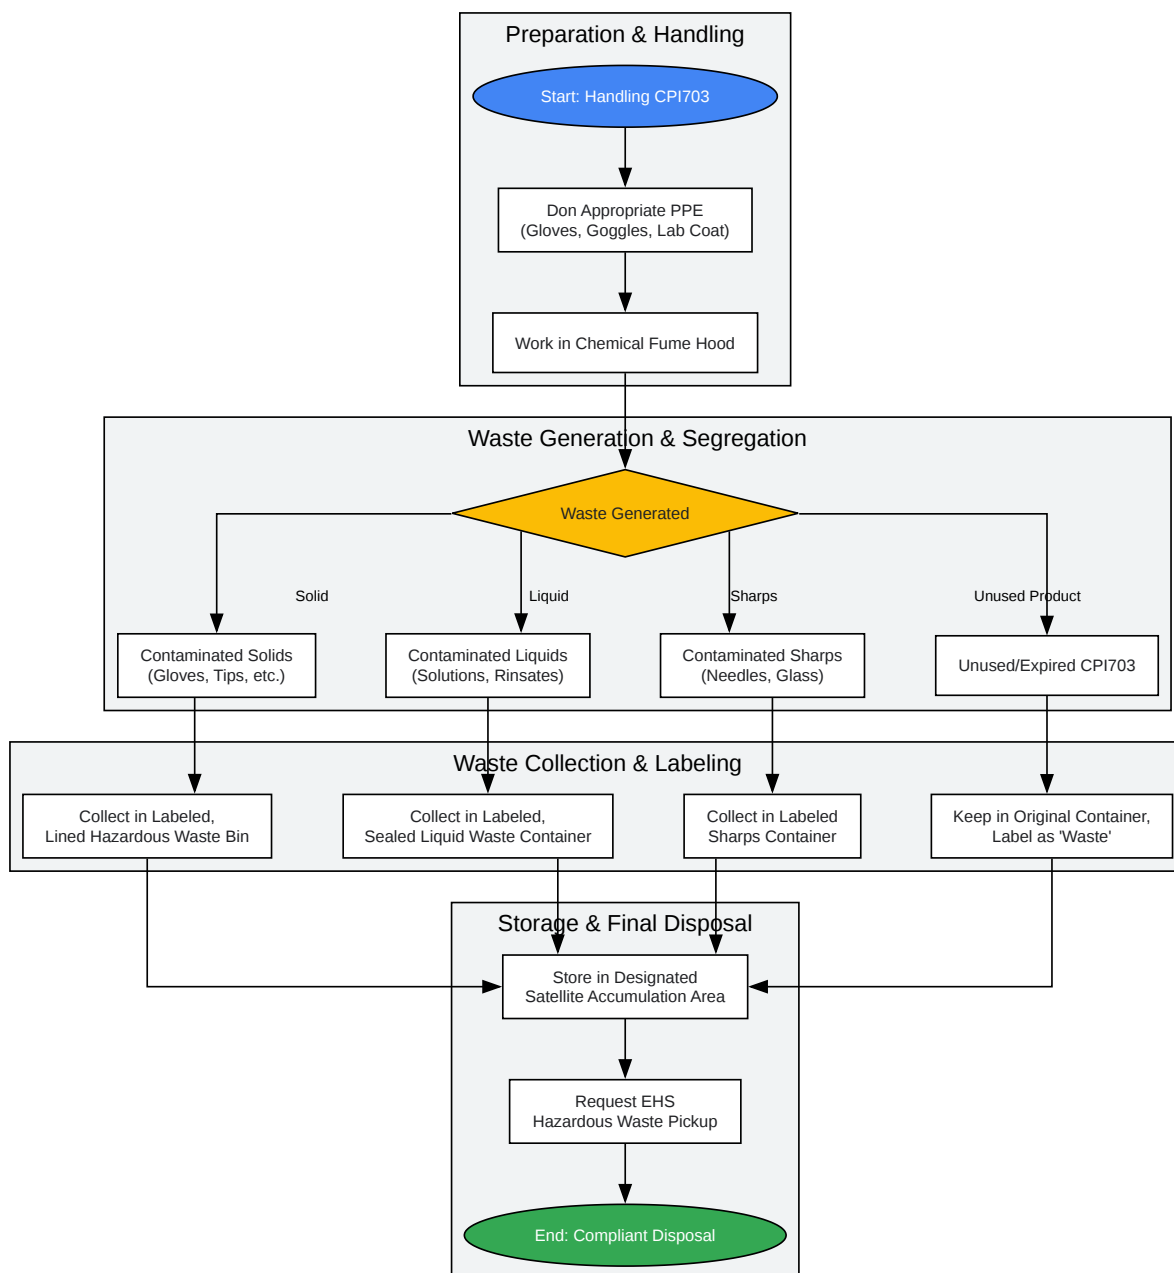 Preparation & Handling
Start: Handling CPI703
Don Appropriate PPE
(Gloves, Goggles, Lab Coat)
Work in Chemical Fume Hood
Waste Generation & Segregation
Waste Generated
Solid
Liquid
Sharps
Unused Product
Contaminated Solids
(Gloves, Tips, etc.)
Contaminated Liquids
(Solutions, Rinsates)
Contaminated Sharps
(Needles, Glass)
Unused/Expired CPI703
Waste Collection & Labeling
Collect in Labeled,
Lined Hazardous Waste Bin
Collect in Labeled,
Sealed Liquid Waste Container
Collect in Labeled
Sharps Container
Keep in Original Container,
Label as 'Waste'
Storage & Final Disposal
Store in Designated
Satellite Accumulation Area
Request EHS
Hazardous Waste Pickup
End: Compliant Disposal